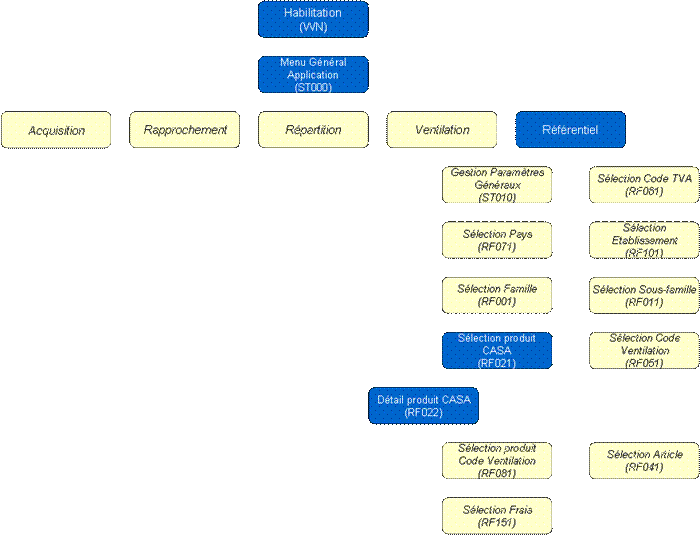 Habilitation
(VVN)
Menu Général
Application
(ST000)
Acquisition
Rapprochement
Répartition
Ventilation
Référentiel
Gestion Paramètres
Généraux
(ST010)
Sélection Code TVA
(RF061)
Sélection Pays
(RF071)
Sélection
Etablissement
(RF101)
Sélection Famille
(RF001)
Sélection Sous-famille
(RF011)
Sélection produit
CASA
(RF021)
Sélection Code
Ventilation
(RF051)
Détail produit CASA
(RF022)
Sélection produit
Code Ventilation
(RF081)
Sélection Article
(RF041)
Sélection Frais
(RF151)